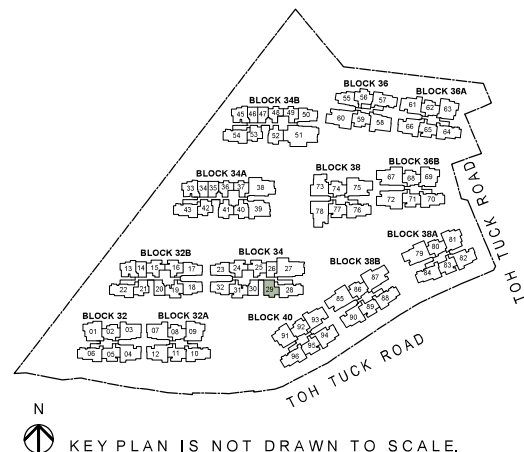 BLOCK 36
BLOCK 36A
55 56 57
61 62 63
60 59 58
66 65 64
BLOCK 34B
45 46 47 48 49 50
54 53 52 51
BLOCK 34A
33 34 35 36 37 38
43 42 41 40 39
BLOCK 38
73 74 75
78 77 76
BLOCK 36B
67 68 69
72 71 70
BLOCK 38A
79 80 81
84 83 82
BLOCK 32B
13 14 15 16 17
22 21 20 19 18
BLOCK 34
23 24 25 26 27
32 31 30 29 28
BLOCK 38B
85 86 87
90 89 88
BLOCK 32
01 02 03
06 05 04
BLOCK 32A
07 08 09
12 11 10
BLOCK 40
91 92 93
96 95 94
TOH TUCK ROAD
TOH TUCK ROAD
N
KEY PLAN IS NOT DRAWN TO SCALE.